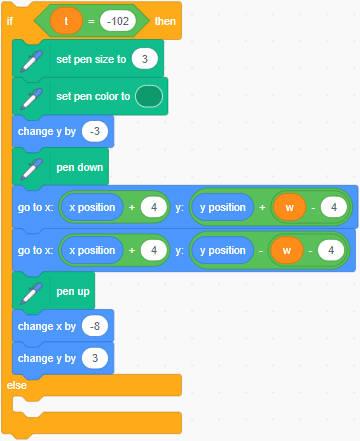 if t = -102 then
set pen size to 3
set pen color to
change y by -3
pen down
go to x: x position + 4 y: y position + w - 4
go to x: x position + 4 y: y position - w - 4
pen up
change x by -8
change y by 3
else